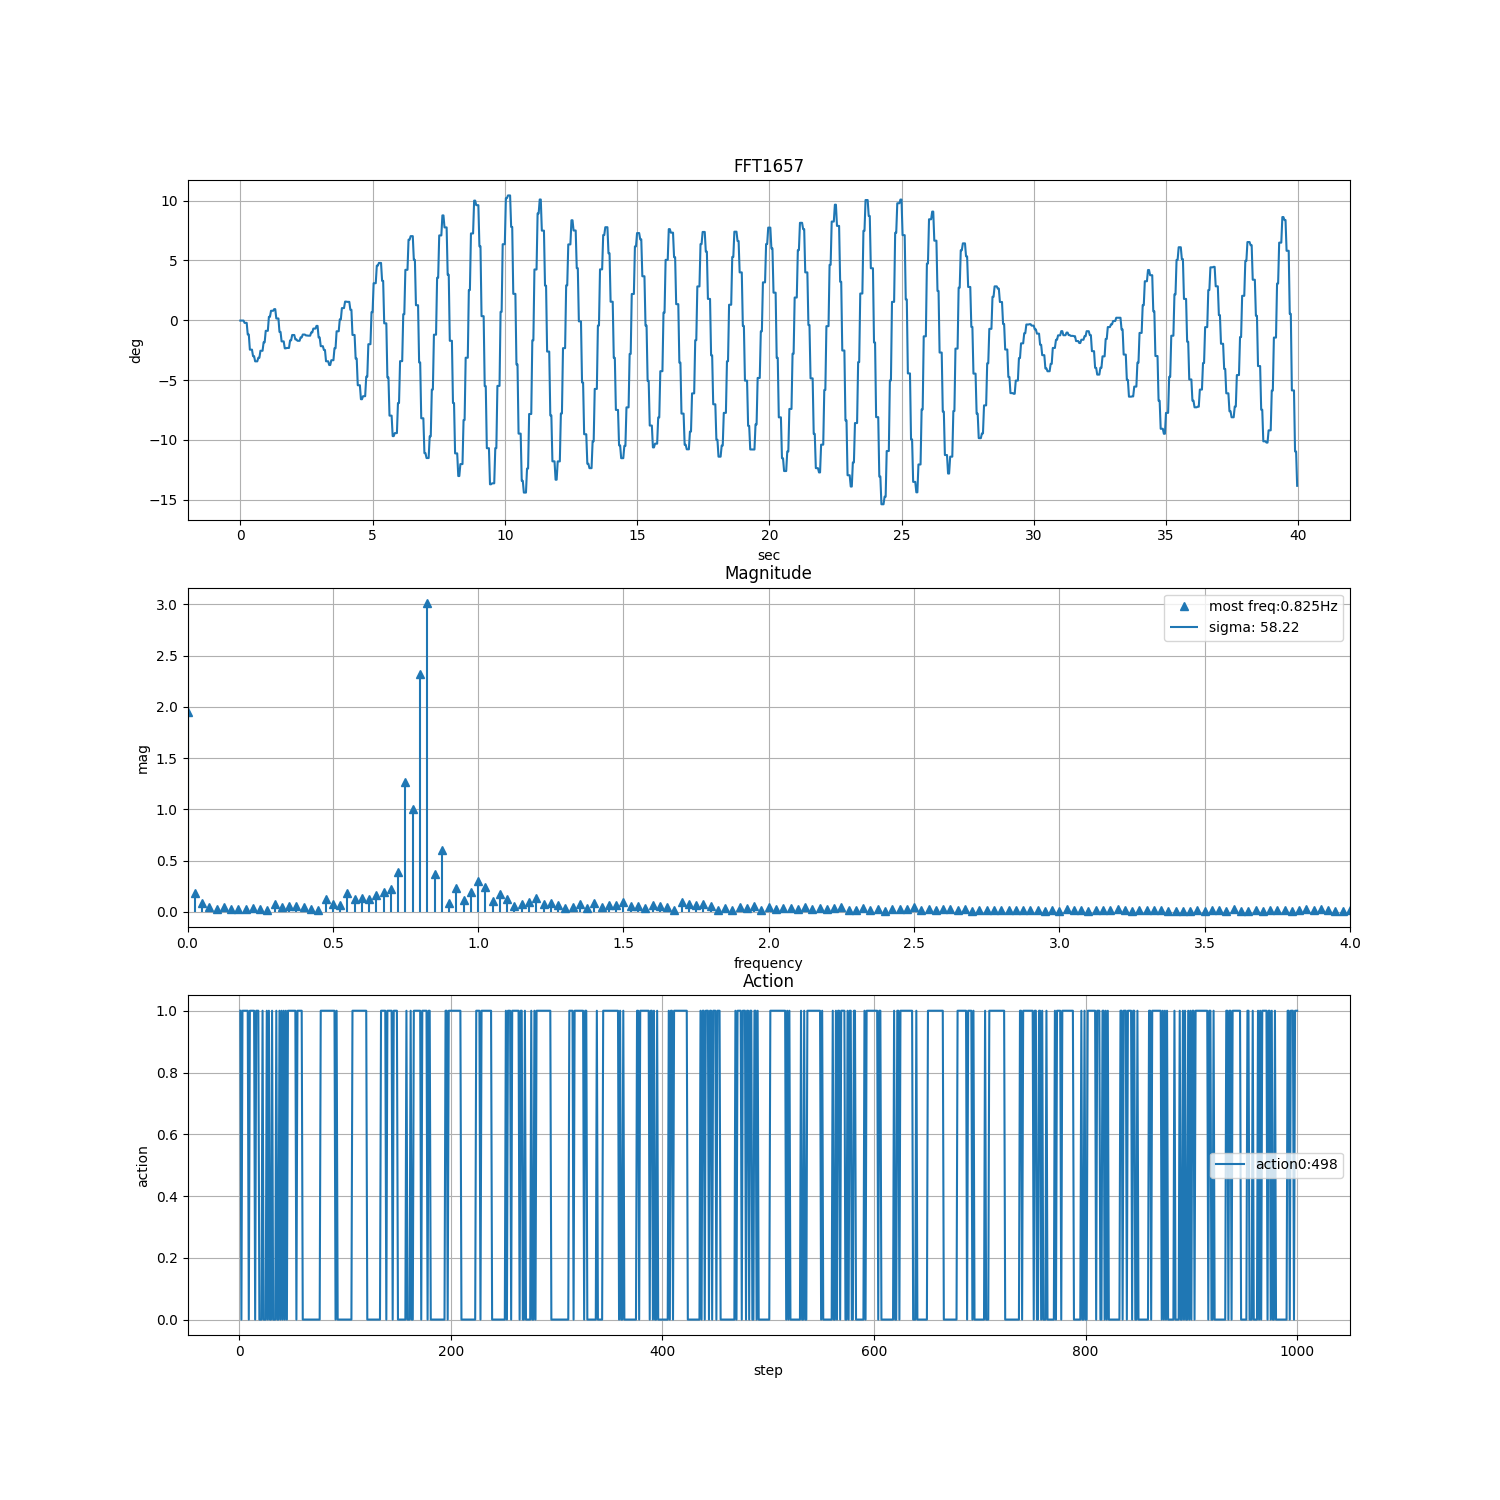 FFT1657
10
5
0
−5
−10
−15
deg
0 5 10 15 20 25 30 35 40
sec
Magnitude
3.0
2.5
2.0
1.5
1.0
0.5
0.0
mag
most freq:0.825Hz
sigma: 58.22
0.0 0.5 1.0 1.5 2.0 2.5 3.0 3.5 4.0
frequency
Action
1.0
0.8
0.6
0.4
0.2
0.0
action
action0:498
0 200 400 600 800 1000
step